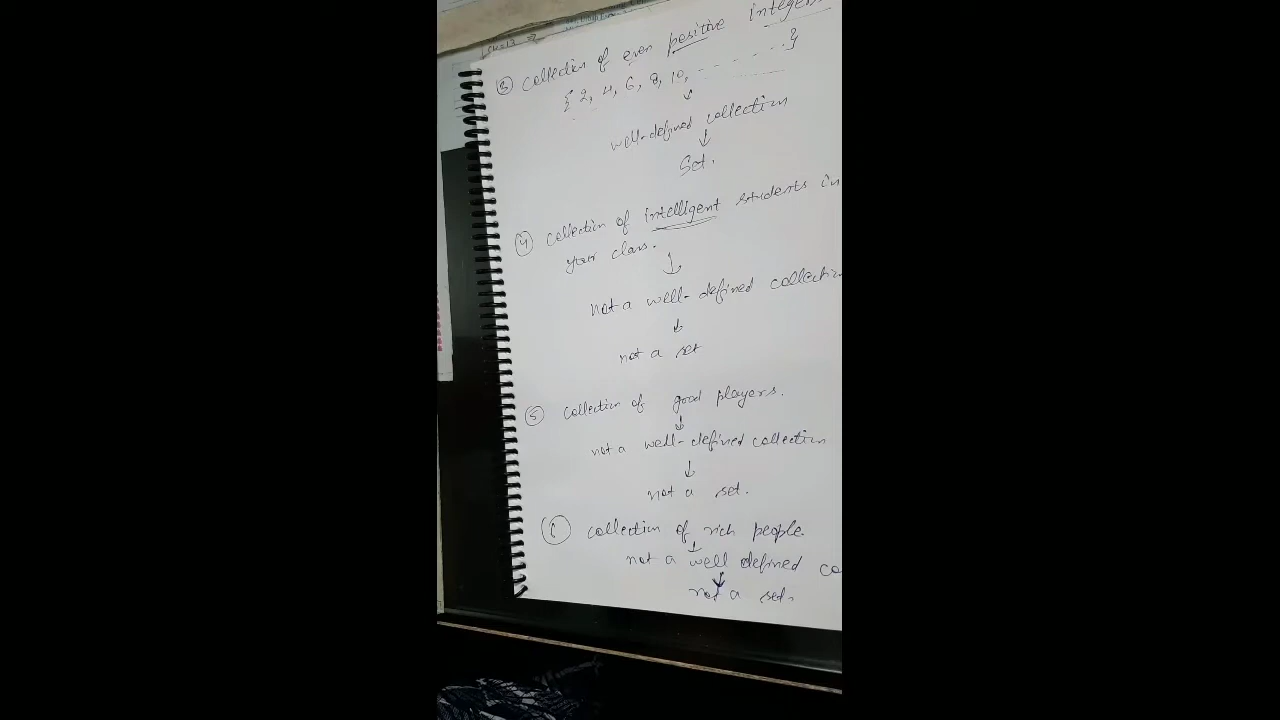 ③ collection of even positive integers
{ 2, 4, 6, 8, 10, - - - - - . . }
↓
well-defined collection
↓
Set.
④ collection of intelligent students in
your class.
↓
not a well-defined collection
↓
not a set
⑤ collection of good players.
↓
not a well-defined collection
↓
not a set.
⑥ collection of rich people.
↓
not a well defined co
↓
not a set.